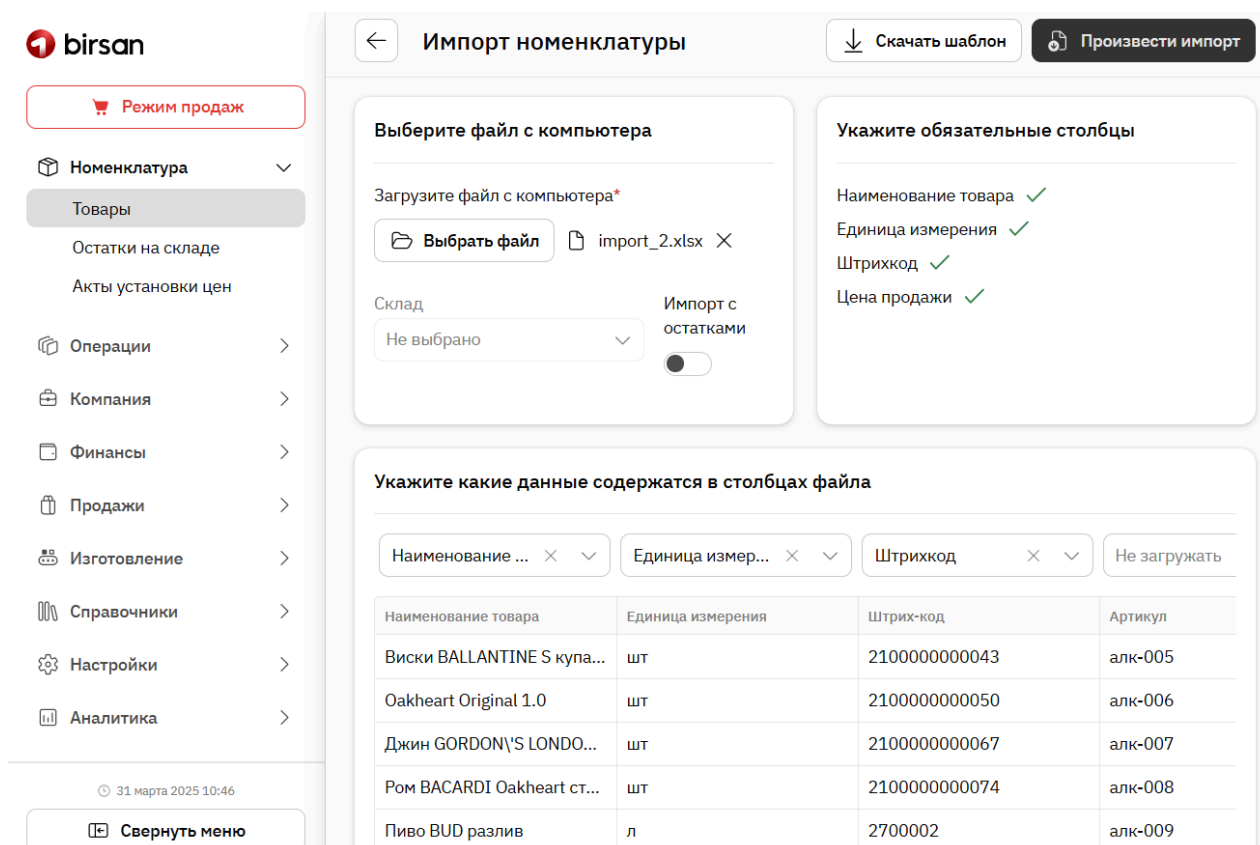 birsan
Режим продаж
Номенклатура
Товары
Остатки на складе
Акты установки цен
Операции
Компания
Финансы
Продажи
Изготовление
Справочники
Настройки
Аналитика
31 марта 2025 10:46
Свернуть меню
Импорт номенклатуры
Скачать шаблон
Произвести импорт
Выберите файл с компьютера
Загрузите файл с компьютера*
Выбрать файл import_2.xlsx
Склад
Не выбрано
Импорт с
остатками
Укажите обязательные столбцы
Наименование товара
Единица измерения
Штрихкод
Цена продажи
Укажите какие данные содержатся в столбцах файла
Наименование ... Единица измер... Штрихкод Не загружать
Наименование товара Единица измерения Штрих-код Артикул
Виски BALLANTINE S купа... шт 2100000000043 алк-005
Oakheart Original 1.0 шт 2100000000050 алк-006
Джин GORDON\'S LONDO... шт 2100000000067 алк-007
Ром BACARDI Oakheart ст... шт 2100000000074 алк-008
Пиво BUD разлив л 2700002 алк-009